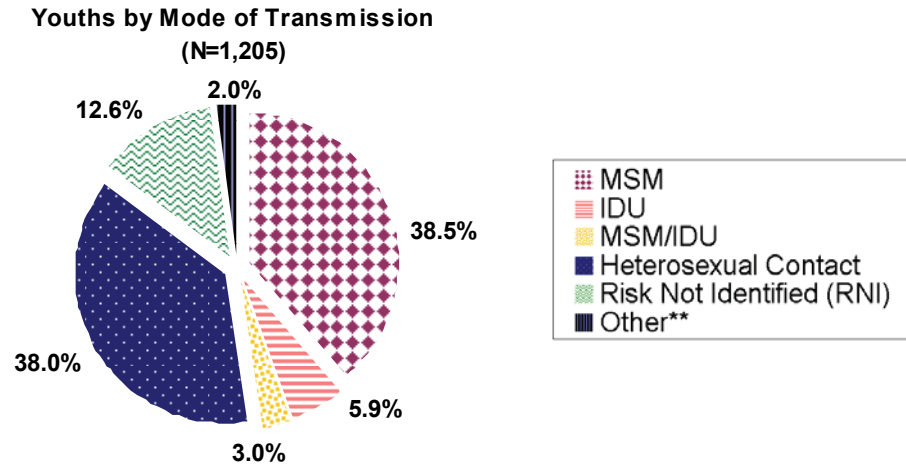 Youths by Mode of Transmission
(N=1,205)
2.0%
12.6%
38.5%
38.0%
5.9%
3.0%
MSM
IDU
MSM/IDU
Heterosexual Contact
Risk Not Identified (RNI)
Other**